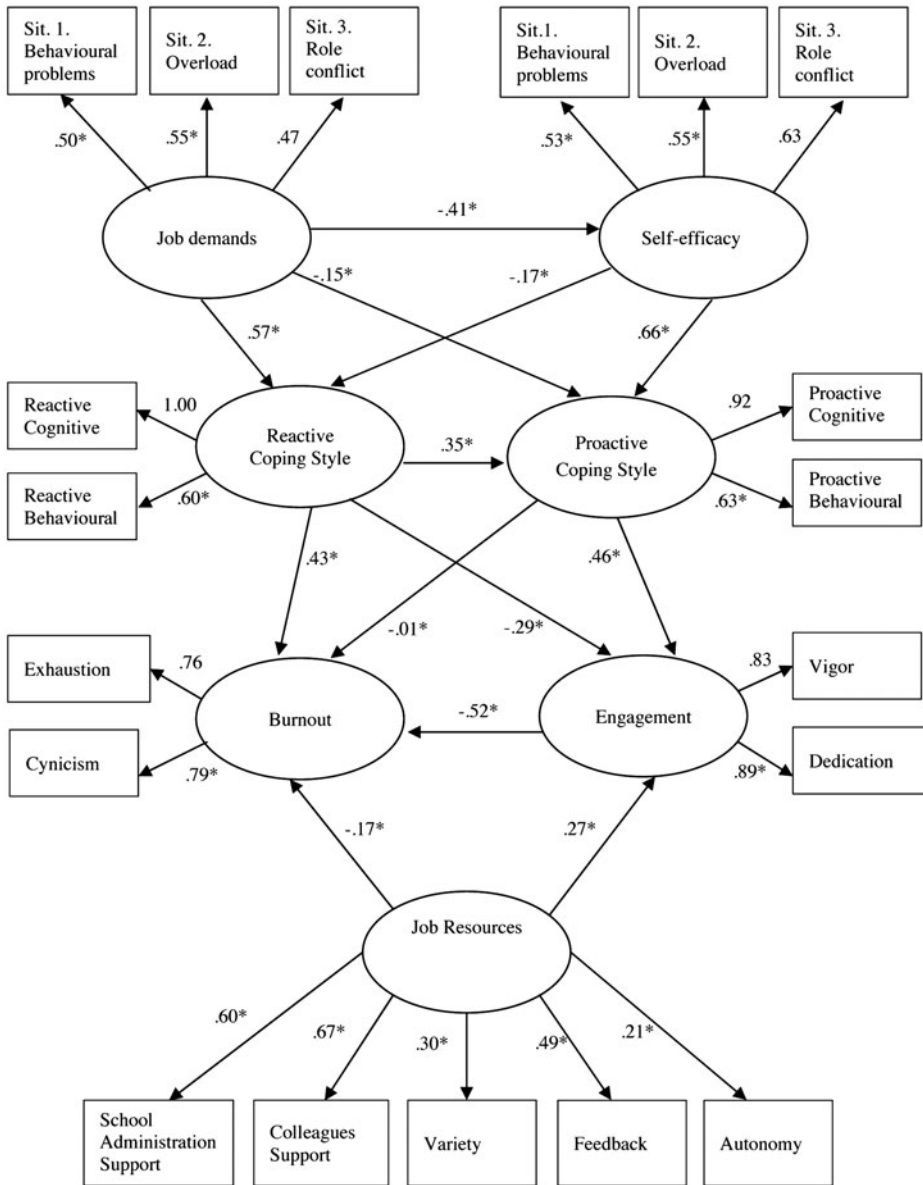 Sit. 1.
Behavioural
problems
Sit. 2.
Overload
Sit. 3.
Role
conflict
Sit.1.
Behavioural
problems
Sit. 2.
Overload
Sit. 3.
Role
conflict
.50*
.55*
.47
.53*
.55*
.63
Job demands
-.41*
Self-efficacy
-.15*
-.17*
.57*
.66*
Reactive
Cognitive
1.00
Reactive
Coping Style
.35*
Proactive
Coping Style
.92
Proactive
Cognitive
Reactive
Behavioural
.60*
.63*
Proactive
Behavioural
.43*
.46*
-.01*
-.29*
Exhaustion
.76
Burnout
-.52*
Engagement
.83
Vigor
Cynicism
.79*
.89*
Dedication
-.17*
.27*
Job Resources
.60*
.67*
.30*
.49*
.21*
School
Administration
Support
Colleagues
Support
Variety
Feedback
Autonomy